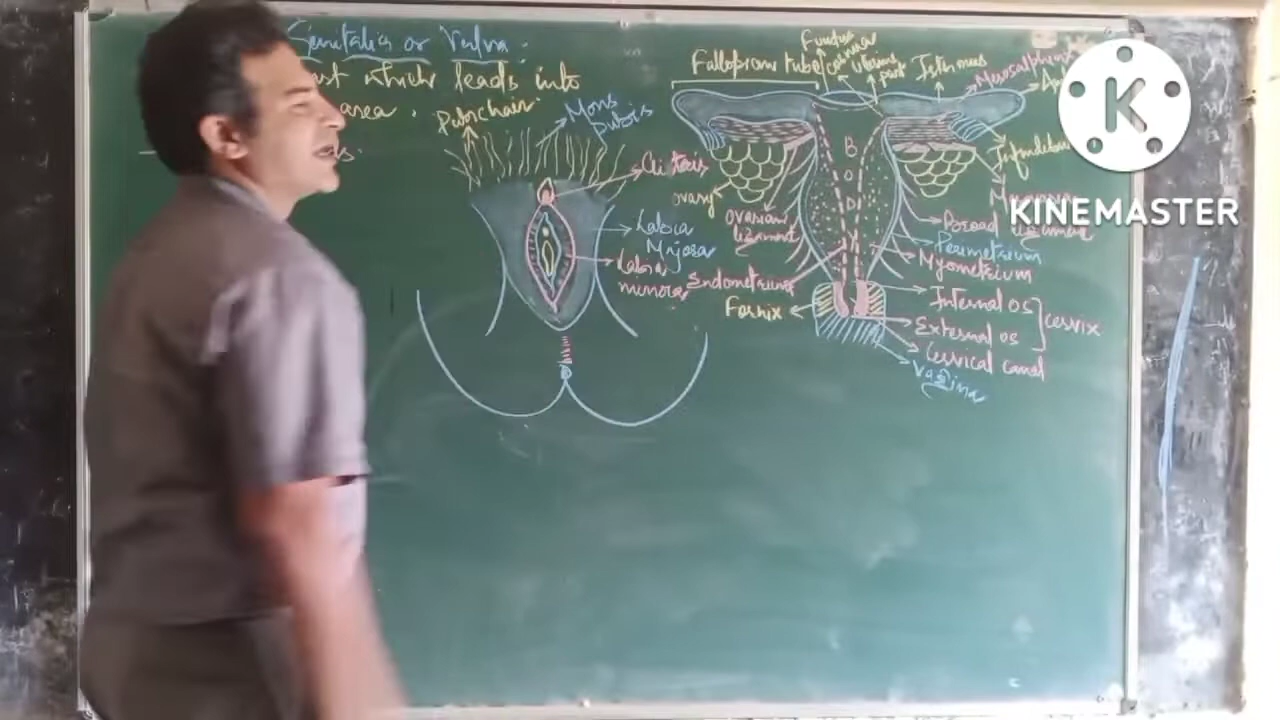 Genitalia or Vulva.
which leads into
area.
Pubic hair
Mons
Pubis
Clitoris
Labia
Majora
Labia
minora
Fallopian tube
Fundus
Uterine
part
Isthmus
Mesosalpinx
ovary
ovarian
ligament
Endometrium
Fornix
B
O
D
Y
Broad ligament
Perimetrium
Myometrium
Internal os
External os
cervix
Cervical canal
Vagina
K
KINEMASTER